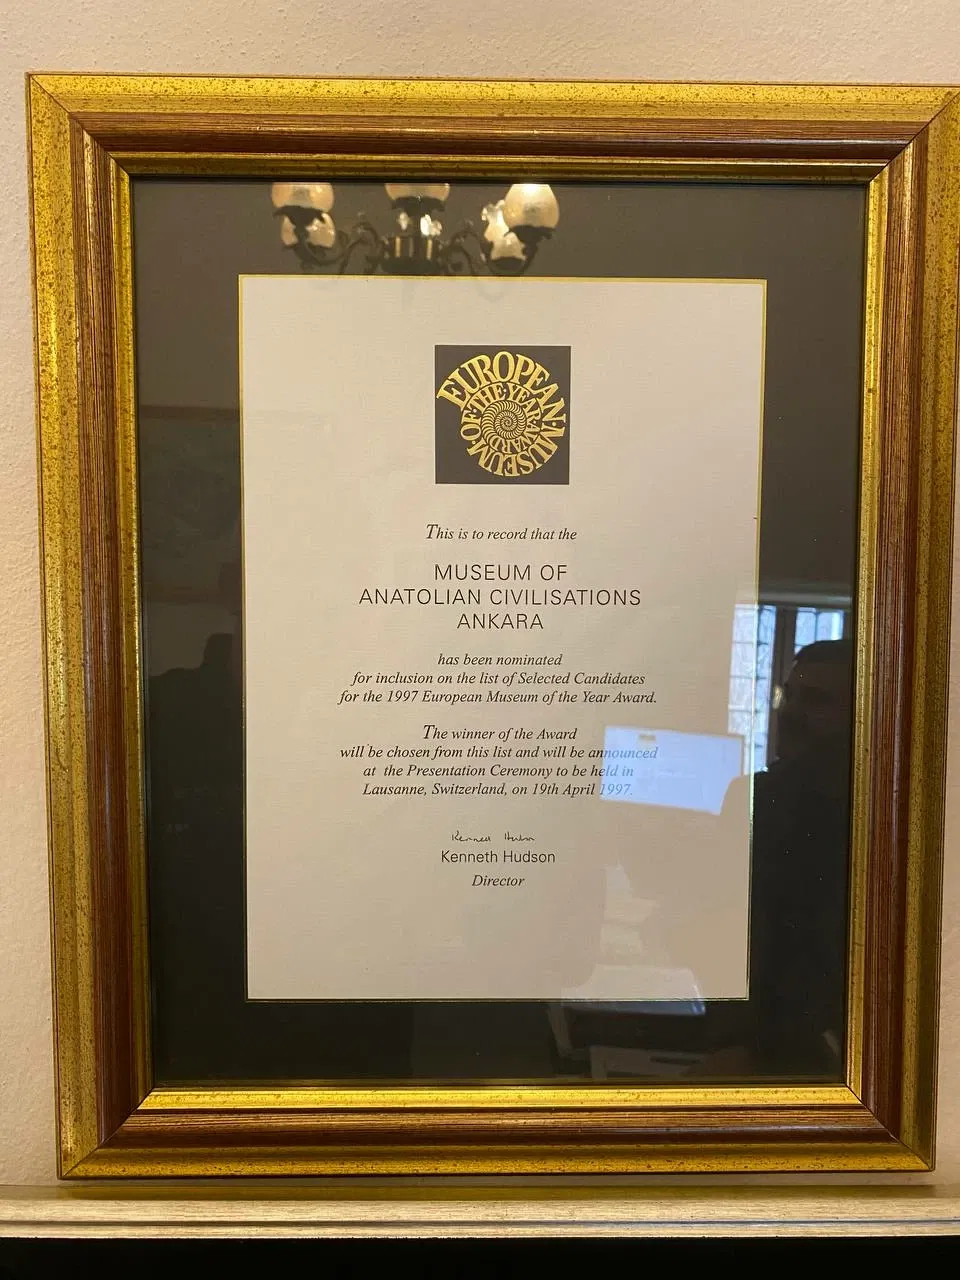 EUROPEAN·MUSEUM·OF·THE·YEAR·AWARD
This is to record that the
MUSEUM OF
ANATOLIAN CIVILISATIONS
ANKARA
has been nominated
for inclusion on the list of Selected Candidates
for the 1997 European Museum of the Year Award.
The winner of the Award
will be chosen from this list and will be announced
at the Presentation Ceremony to be held in
Lausanne, Switzerland, on 19th April 1997.
Kenneth Hudson
Kenneth Hudson
Director